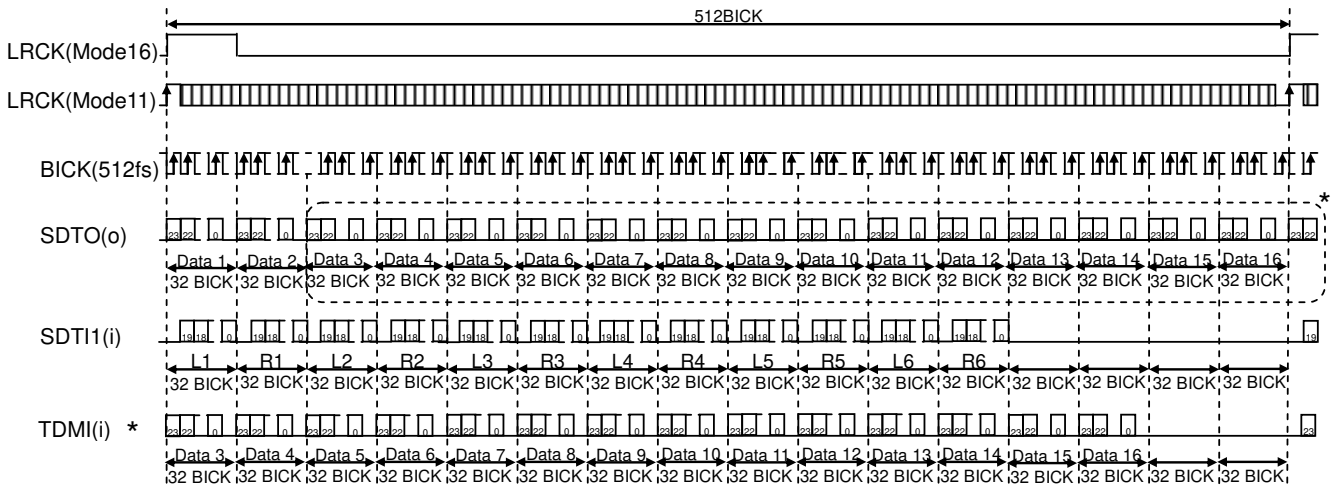 512BICK
LRCK(Mode16)
LRCK(Mode11)
BICK(512fs)
*
SDTO(o)
23 22 0 23 22 0 23 22 0 23 22 0 23 22 0 23 22 0 23 22 0 23 22 0 23 22 0 23 22 0 23 22 0 23 22 0 23 22 0 23 22 0 23 22 0 23 22 0 23 22
Data 1 Data 2 Data 3 Data 4 Data 5 Data 6 Data 7 Data 8 Data 9 Data 10 Data 11 Data 12 Data 13 Data 14 Data 15 Data 16
32 BICK 32 BICK 32 BICK 32 BICK 32 BICK 32 BICK 32 BICK 32 BICK 32 BICK 32 BICK 32 BICK 32 BICK 32 BICK 32 BICK 32 BICK 32 BICK
SDTI1(i)
19 18 0 19 18 0 19 18 0 19 18 0 19 18 0 19 18 0 19 18 0 19 18 0 19 18 0 19 18 0 19 18 0 19 18 0 19
L1 R1 L2 R2 L3 R3 L4 R4 L5 R5 L6 R6
32 BICK 32 BICK 32 BICK 32 BICK 32 BICK 32 BICK 32 BICK 32 BICK 32 BICK 32 BICK 32 BICK 32 BICK 32 BICK 32 BICK 32 BICK 32 BICK
TDMI(i) *
23 22 0 23 22 0 23 22 0 23 22 0 23 22 0 23 22 0 23 22 0 23 22 0 23 22 0 23 22 0 23 22 0 23 22 0 23 22 0 23 22 0 23
Data 3 Data 4 Data 5 Data 6 Data 7 Data 8 Data 9 Data 10 Data 11 Data 12 Data 13 Data 14 Data 15 Data 16
32 BICK 32 BICK 32 BICK 32 BICK 32 BICK 32 BICK 32 BICK 32 BICK 32 BICK 32 BICK 32 BICK 32 BICK 32 BICK 32 BICK 32 BICK 32 BICK